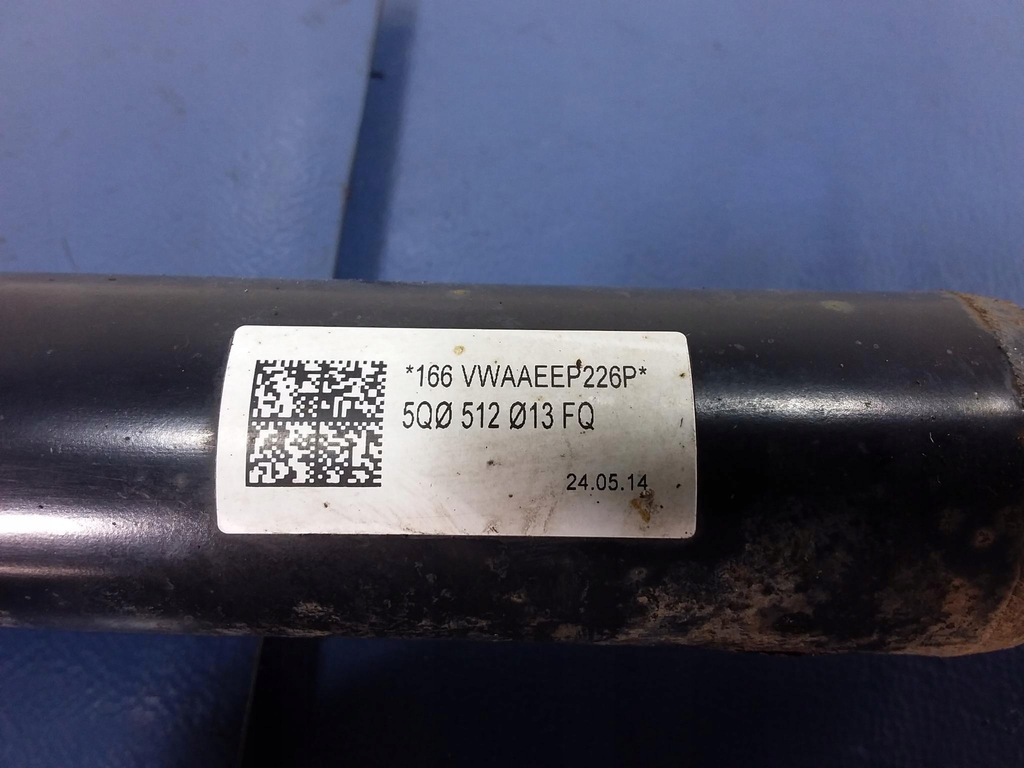 *166 VWAAEEP226P*
5QØ 512 Ø13 FQ
24.05.14